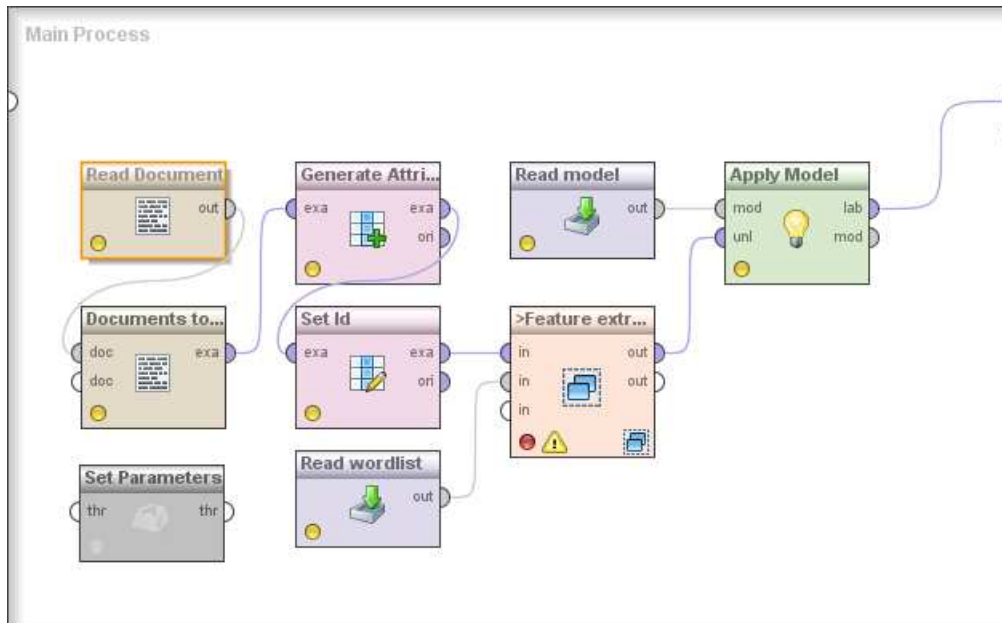 Main Process
Read Document
out
Generate Attri...
exa exa
ori
Read model
out
Apply Model
mod lab
unl mod
Documents to...
doc exa
doc
Set Id
exa exa
ori
>Feature extr...
in out
in out
in
Set Parameters
thr thr
Read wordlist
out